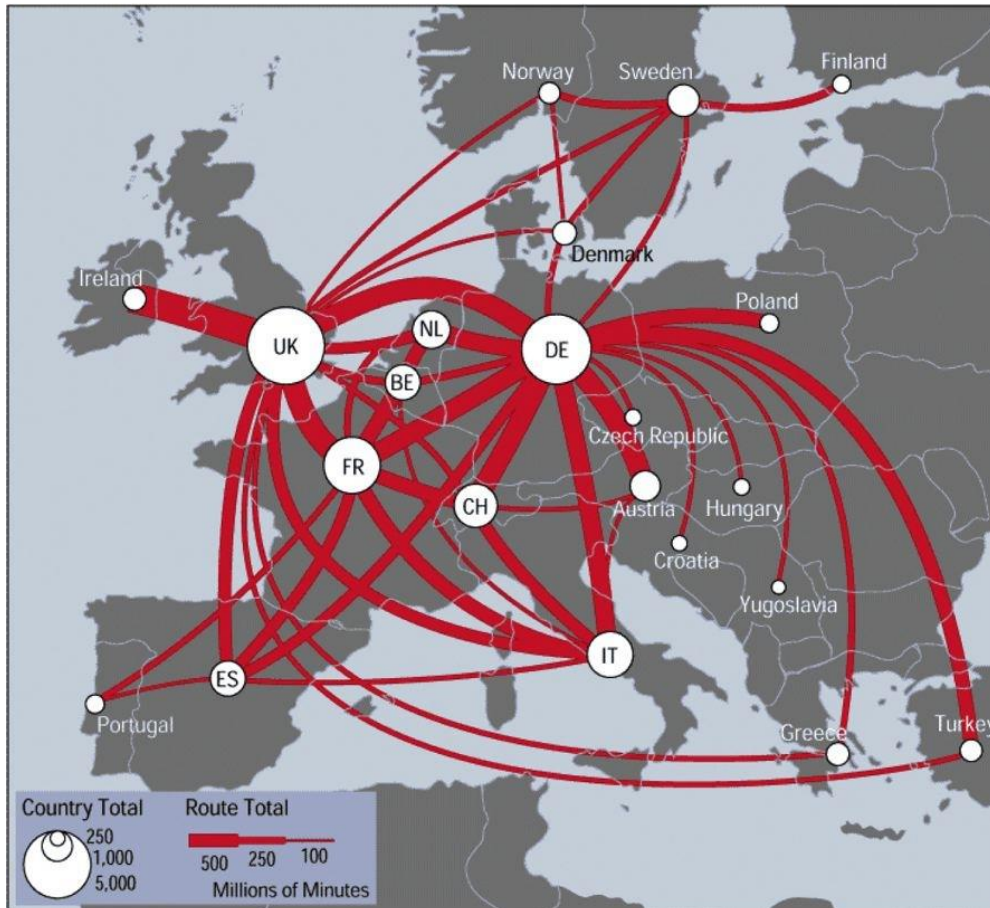 Finland
Norway
Sweden
Denmark
Ireland
Poland
NL
UK
DE
BE
Czech Republic
FR
CH
Austria
Hungary
Croatia
Yugoslavia
IT
ES
Portugal
Greece
Turkey
Country Total
Route Total
250
1,000
5,000
500
250
100
Millions of Minutes